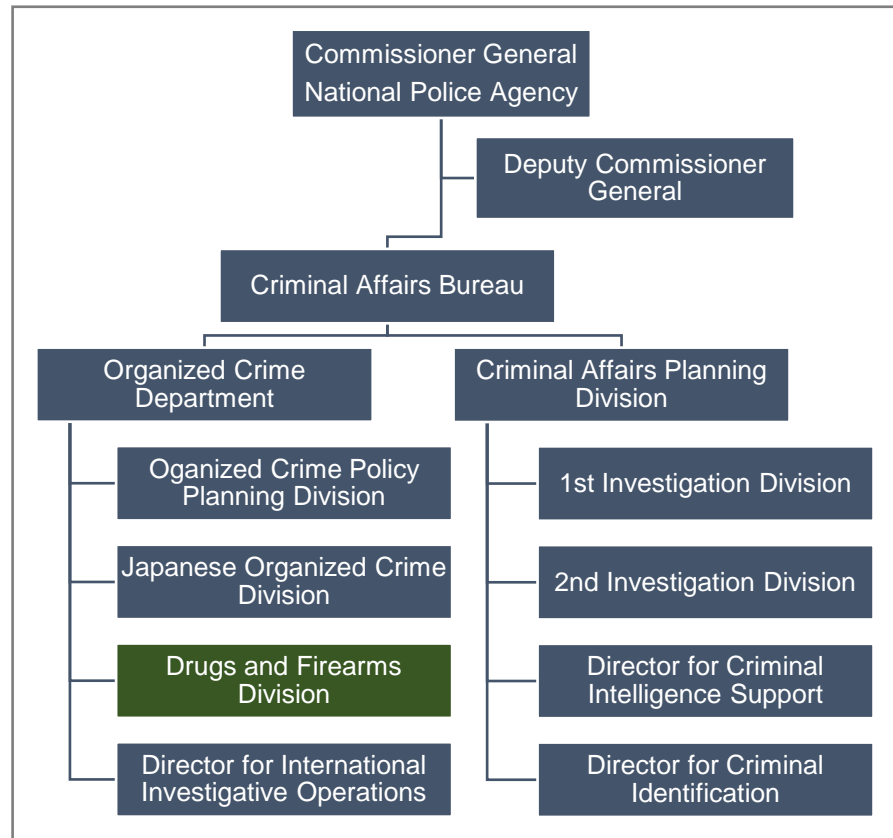 Commissioner General
National Police Agency
Deputy Commissioner
General
Criminal Affairs Bureau
Organized Crime
Department
Oganized Crime Policy
Planning Division
Japanese Organized Crime
Division
Drugs and Firearms
Division
Director for International
Investigative Operations
Criminal Affairs Planning
Division
1st Investigation Division
2nd Investigation Division
Director for Criminal
Intelligence Support
Director for Criminal
Identification